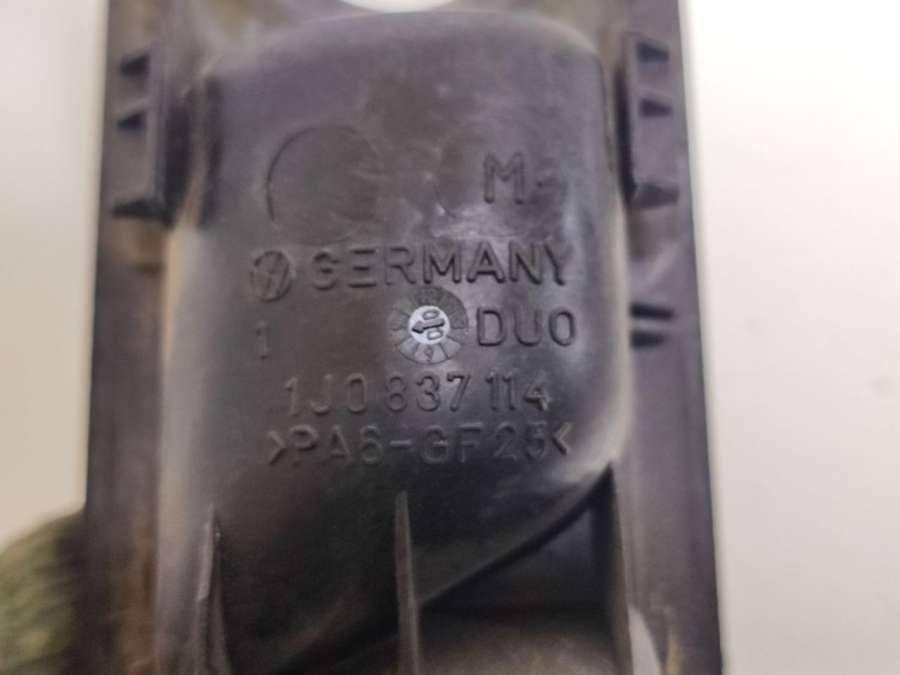 M
GERMANY
1 DUO
1J0 837 114
>PA6-GF25<